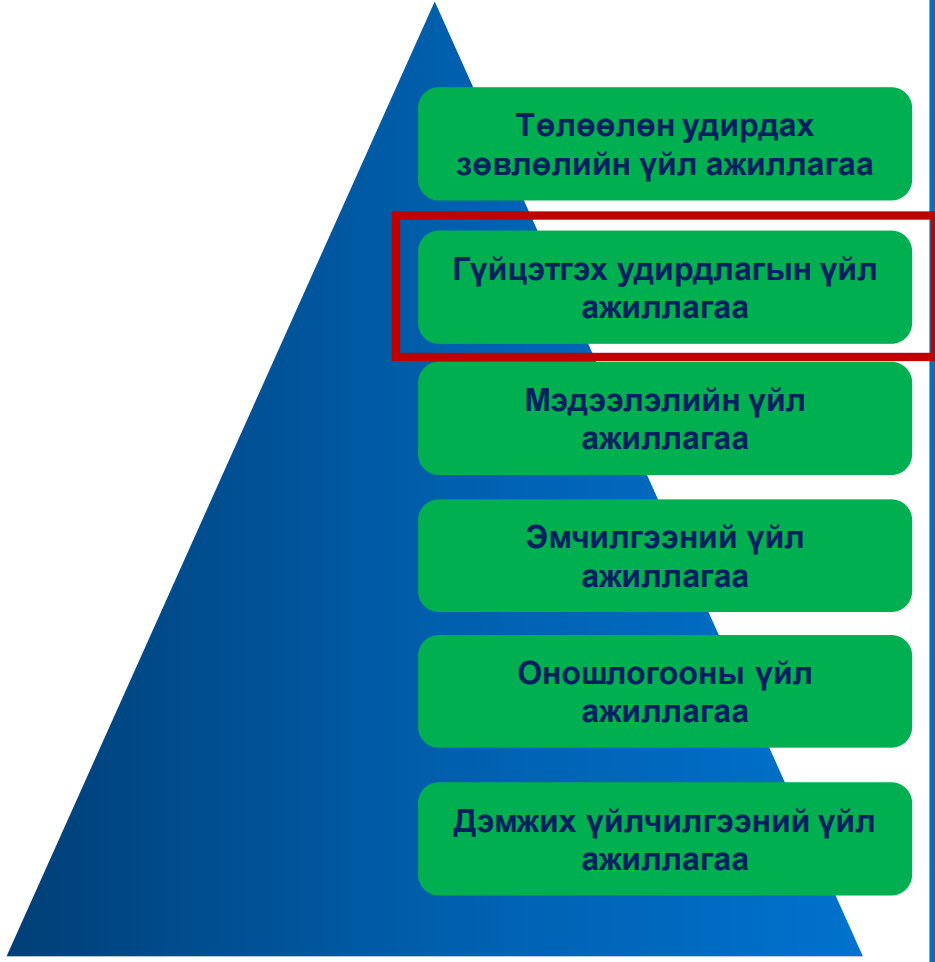 Төлөөлөн удирдах
зөвлөлийн үйл ажиллагаа
Гүйцэтгэх удирдлагын үйл
ажиллагаа
Мэдээлэлийн үйл
ажиллагаа
Эмчилгээний үйл
ажиллагаа
Оношлогооны үйл
ажиллагаа
Дэмжих үйлчилгээний үйл
ажиллагаа